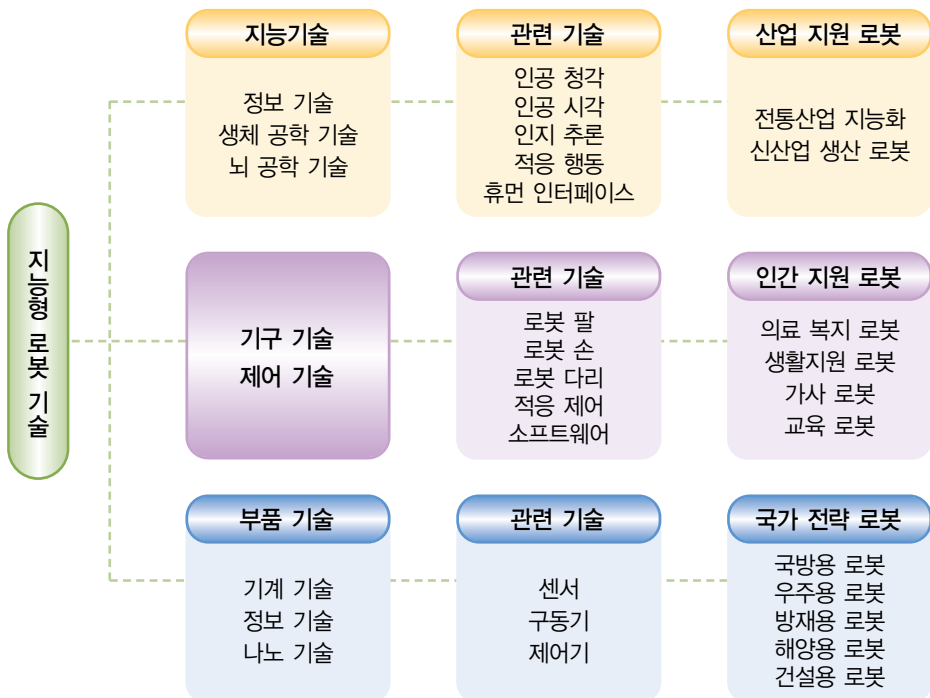 지능형 로봇 기술
지능기술
정보 기술
생체 공학 기술
뇌 공학 기술
관련 기술
인공 청각
인공 시각
인지 추론
적응 행동
휴먼 인터페이스
산업 지원 로봇
전통산업 지능화
신산업 생산 로봇
기구 기술
제어 기술
관련 기술
로봇 팔
로봇 손
로봇 다리
적응 제어
소프트웨어
인간 지원 로봇
의료 복지 로봇
생활지원 로봇
가사 로봇
교육 로봇
부품 기술
기계 기술
정보 기술
나노 기술
관련 기술
센서
구동기
제어기
국가 전략 로봇
국방용 로봇
우주용 로봇
방재용 로봇
해양용 로봇
건설용 로봇